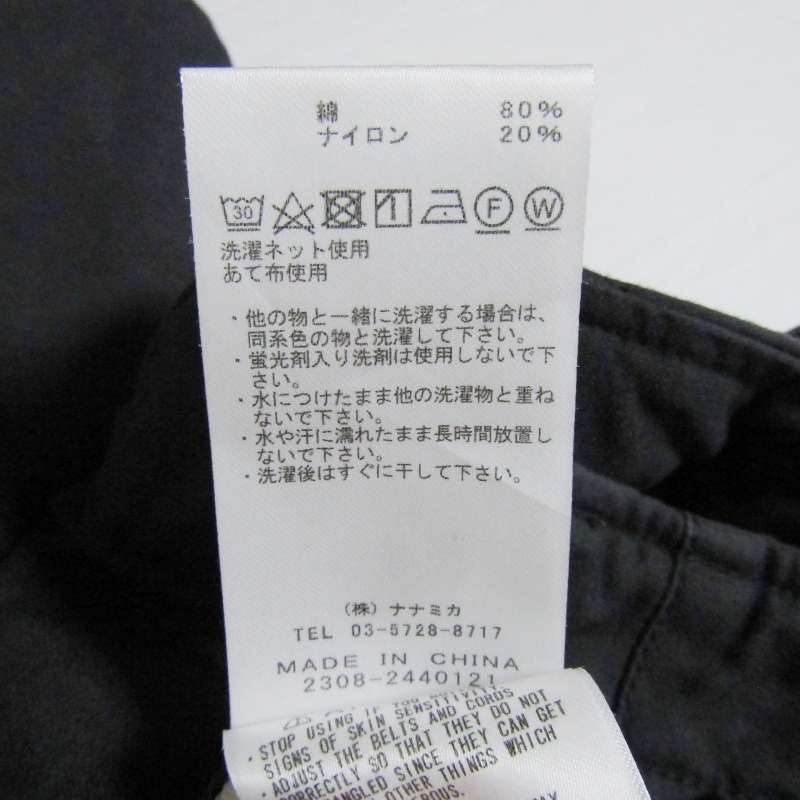 綿 80%
ナイロン 20%
30 F W
洗濯ネット使用
あて布使用
・他の物と一緒に洗濯する場合は、
同系色の物と洗濯して下さい。
・蛍光剤入り洗剤は使用しないで下
さい。
・水につけたまま他の洗濯物と重ね
ないで下さい。
・水や汗に濡れたまま長時間放置し
ないで下さい。
・洗濯後はすぐに干して下さい。
(株) ナナミカ
TEL 03-5728-8717
MADE IN CHINA
2308-2440121
・STOP USING IF YOU
SIGNS OF SKIN SENSITIVITY.
・ADJUST THE BELTS AND CORDS
CORRECTLY SO THAT THEY DO NOT
TANGLED SINCE THEY CAN GET
OTHER THINGS WHICH